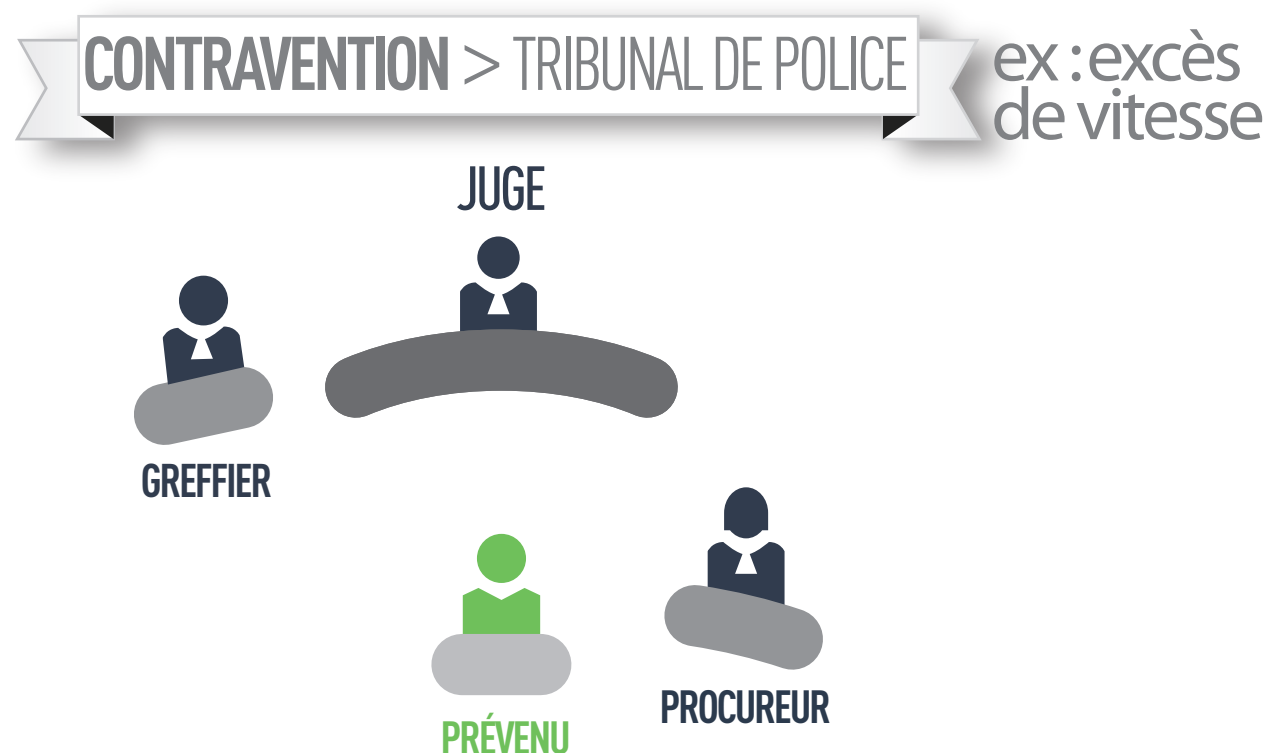 CONTRAVENTION > TRIBUNAL DE POLICE
ex : excès
de vitesse
JUGE
GREFFIER
PROCUREUR
PRÉVENU